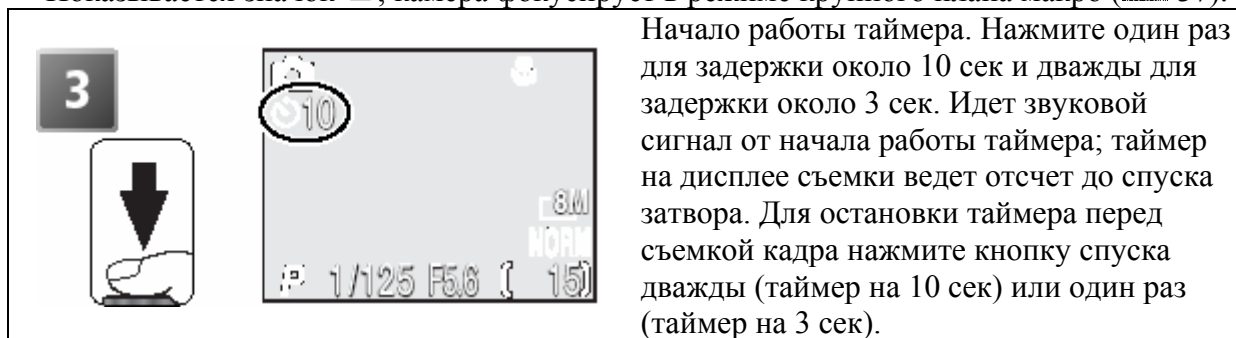 Начало работы таймера. Нажмите один раз
для задержки около 10 сек и дважды для
задержки около 3 сек. Идет звуковой
сигнал от начала работы таймера; таймер
на дисплее съемки ведет отсчет до спуска
затвора. Для остановки таймера перед
съемкой кадра нажмите кнопку спуска
дважды (таймер на 10 сек) или один раз
(таймер на 3 сек).
3
10
8M
NORM
P 1/125 F5.6 [ 15]